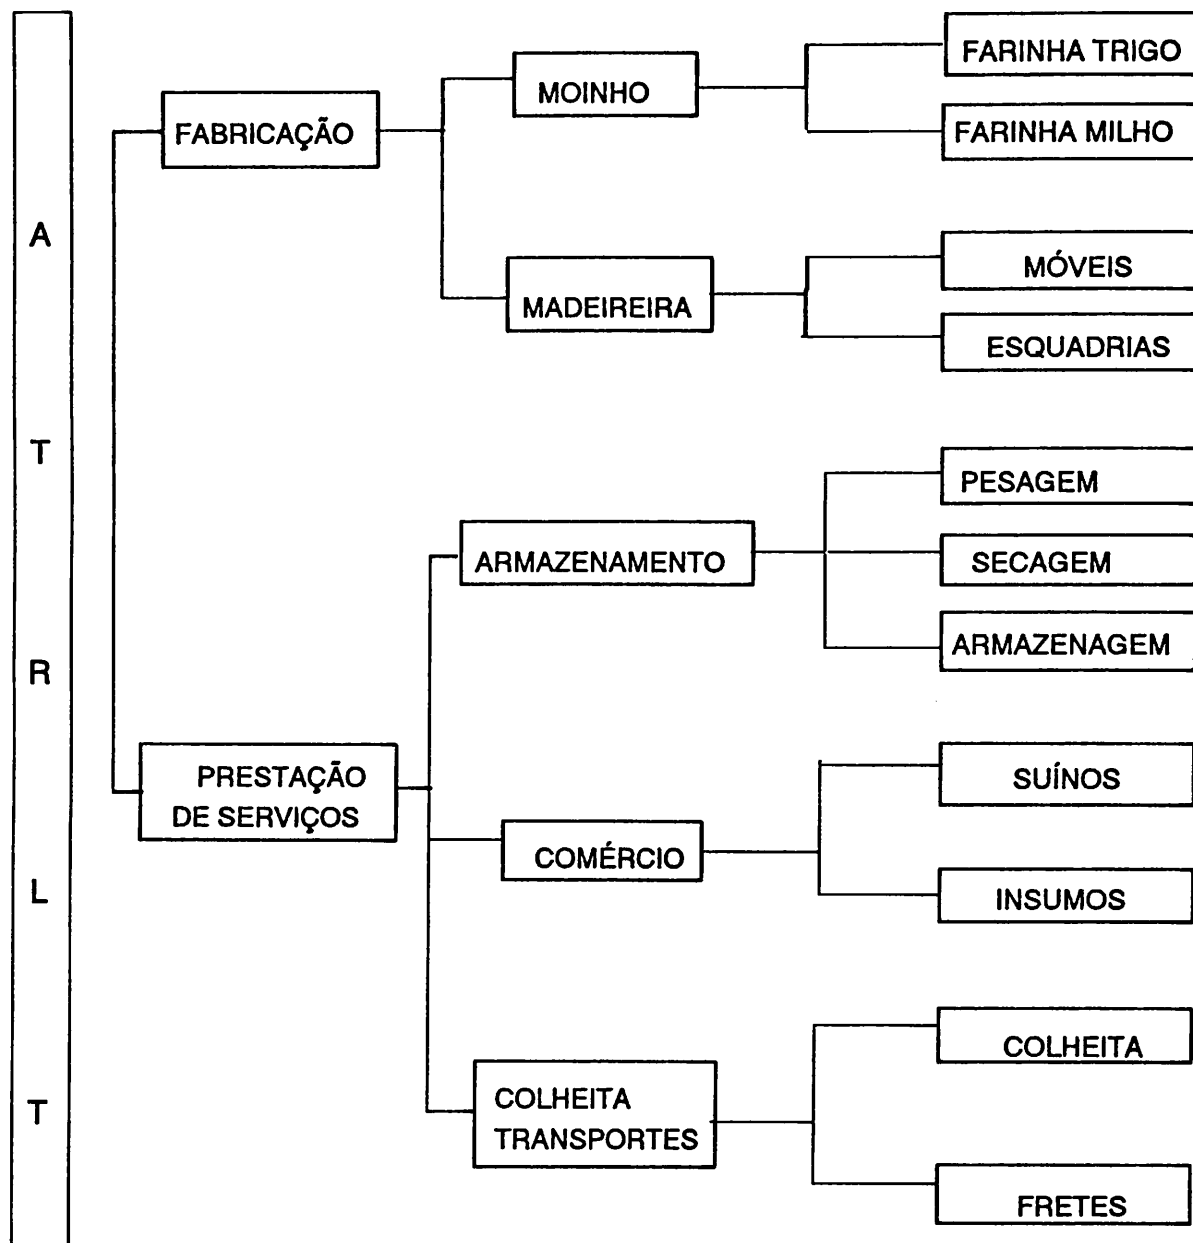 A
T
R
L
T
FABRICAÇÃO
MOINHO
FARINHA TRIGO
FARINHA MILHO
MADEIREIRA
MÓVEIS
ESQUADRIAS
PRESTAÇÃO
DE SERVIÇOS
ARMAZENAMENTO
PESAGEM
SECAGEM
ARMAZENAGEM
COMÉRCIO
SUÍNOS
INSUMOS
COLHEITA
TRANSPORTES
COLHEITA
FRETES